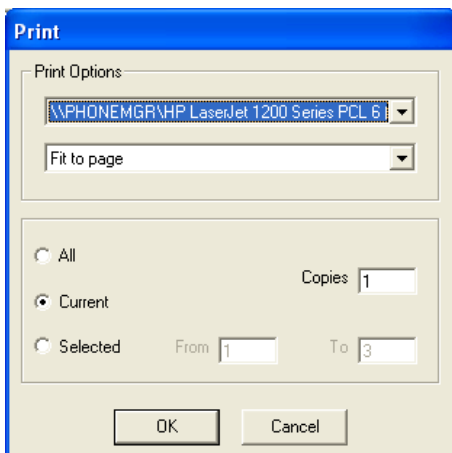 Print
Print Options
\\PHONEMGR\HP LaserJet 1200 Series PCL 6
Fit to page
All
Copies 1
Current
Selected From 1 To 3
OK Cancel